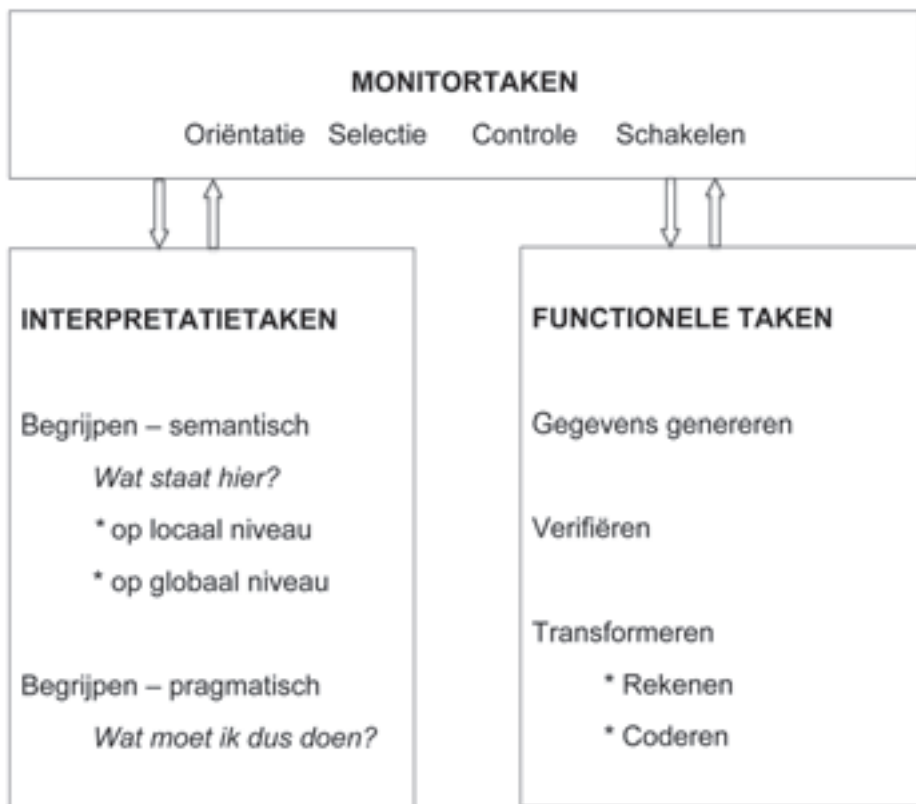 MONITORTAKEN
Oriëntatie Selectie Controle Schakelen
INTERPRETATIETAKEN
Begrijpen – semantisch
Wat staat hier?
* op locaal niveau
* op globaal niveau
Begrijpen – pragmatisch
Wat moet ik dus doen?
FUNCTIONELE TAKEN
Gegevens genereren
Verifiëren
Transformeren
* Rekenen
* Coderen